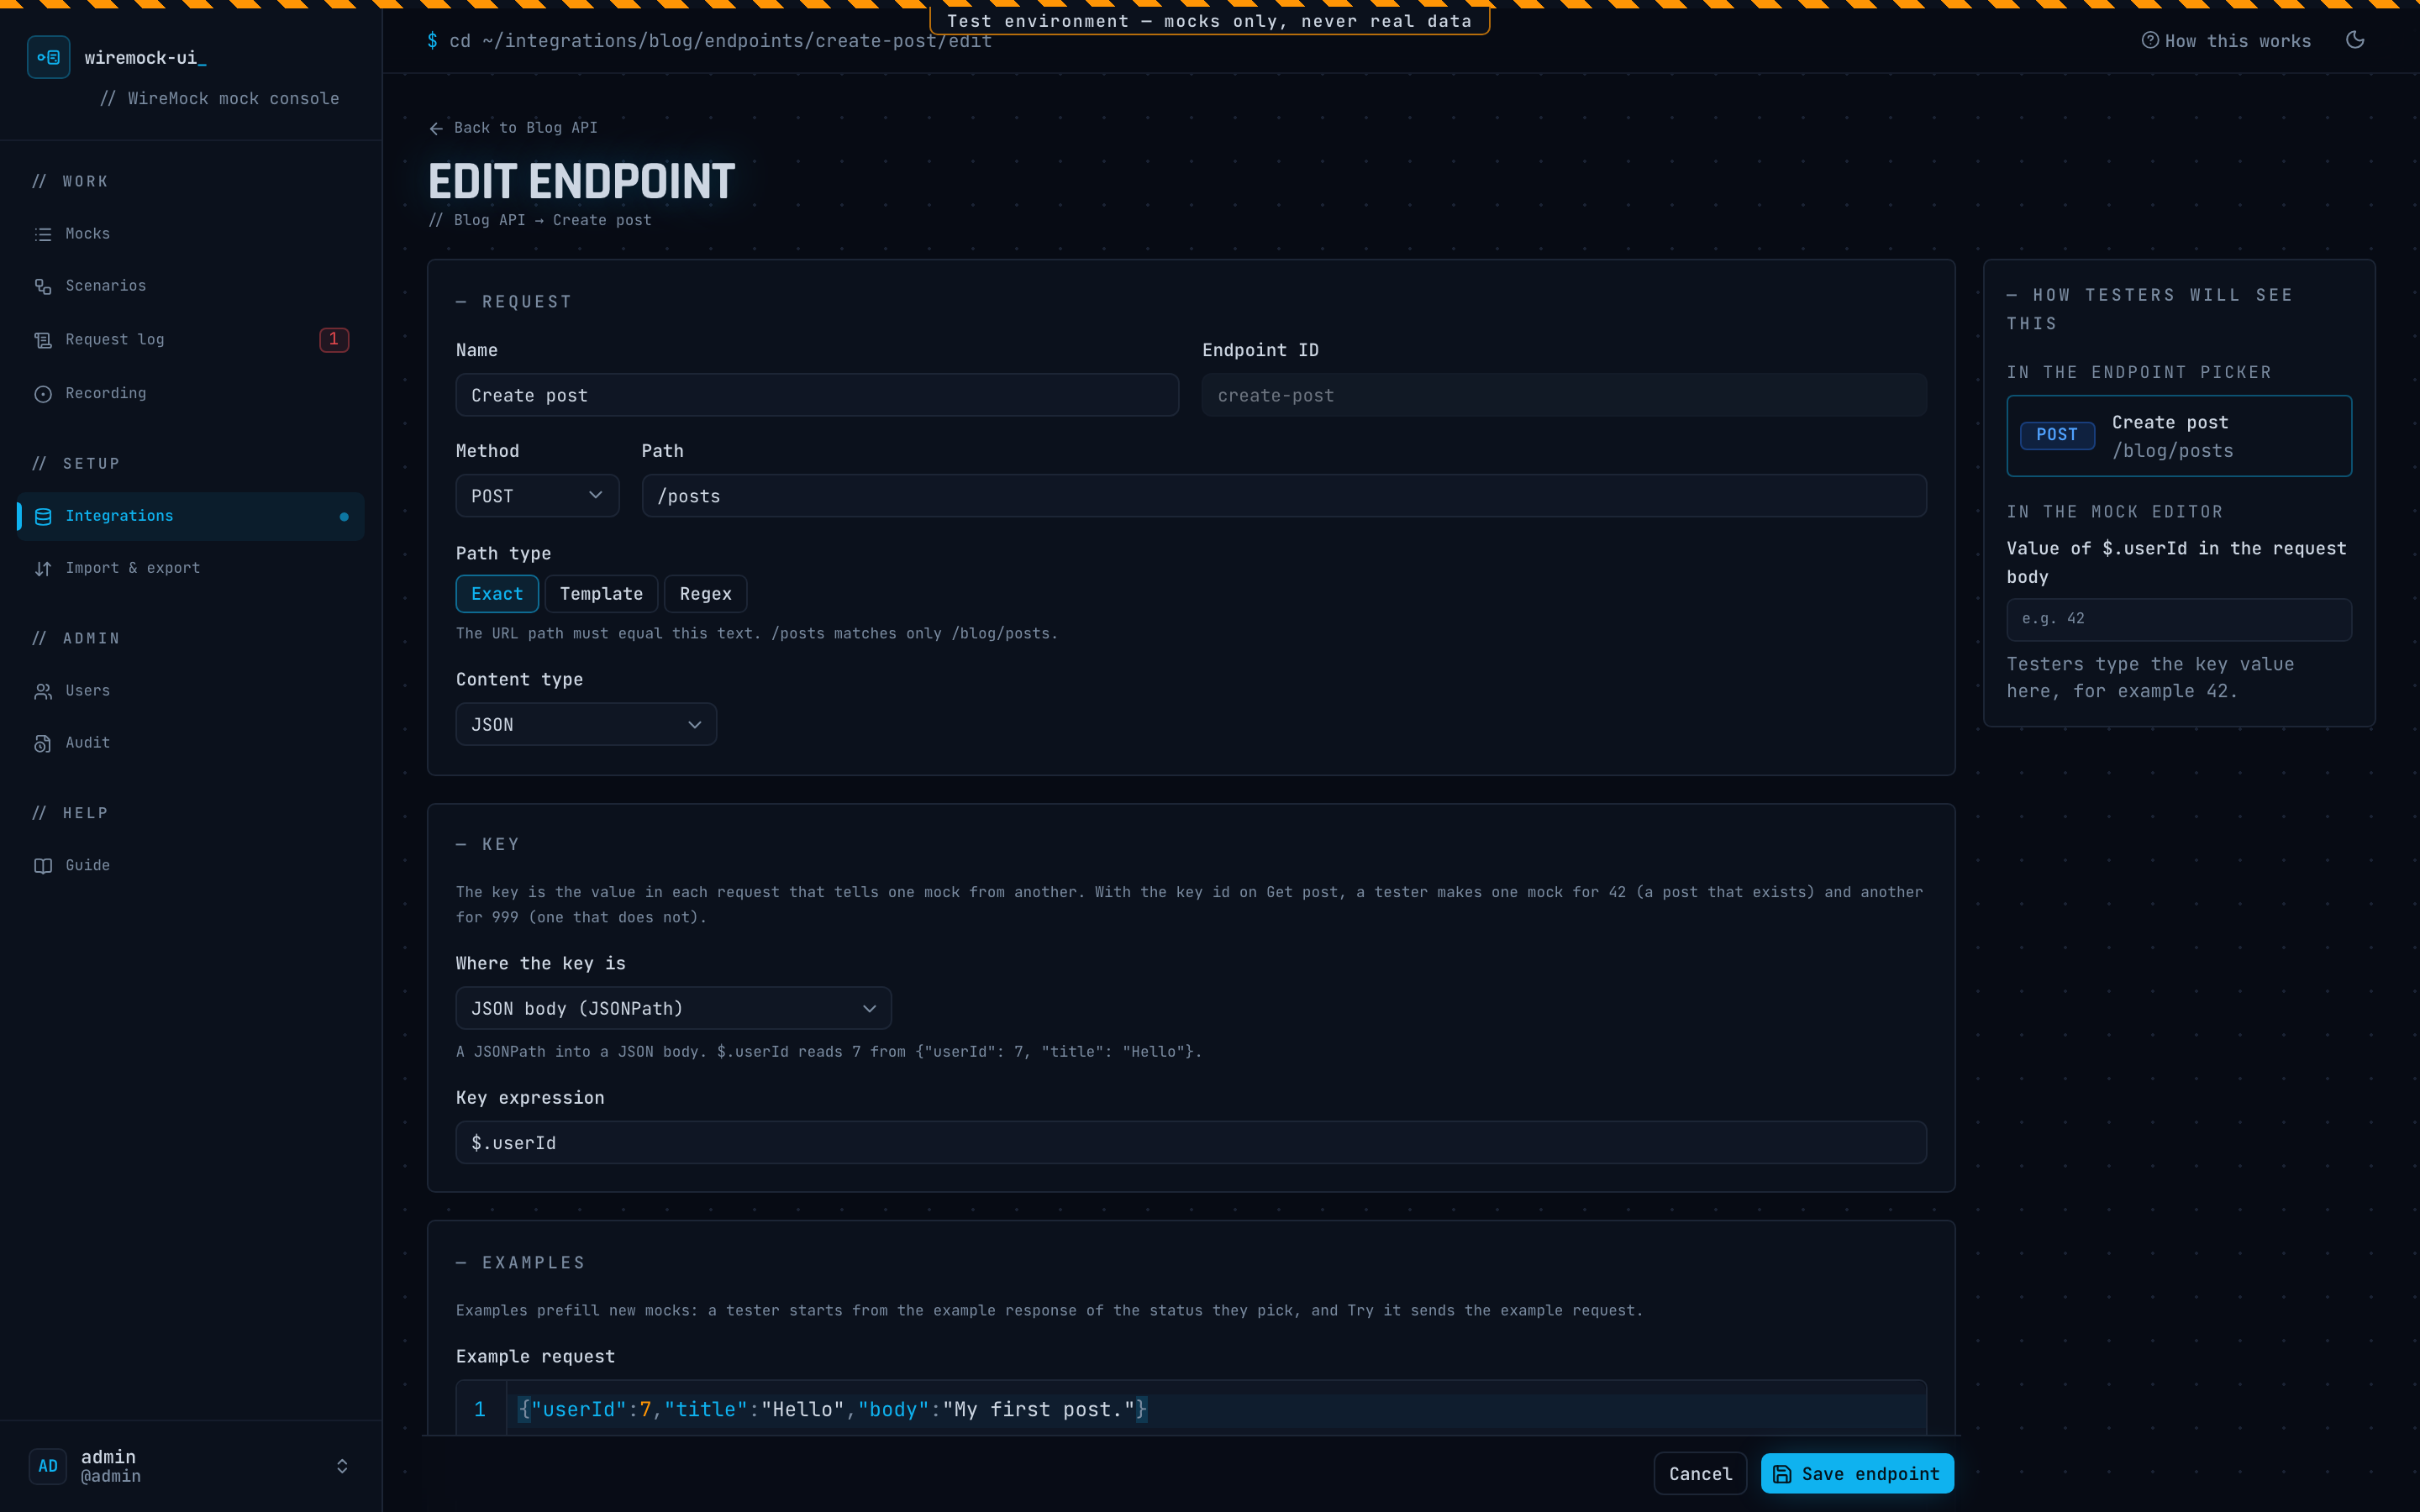 Test environment — mocks only, never real data
wiremock-ui_
// WireMock mock console
// WORK
Mocks
Scenarios
Request log 1
Recording
// SETUP
Integrations
Import & export
// ADMIN
Users
Audit
// HELP
Guide
AD
admin
@admin
$ cd ~/integrations/blog/endpoints/create-post/edit
How this works
Back to Blog API
EDIT ENDPOINT
// Blog API → Create post
— REQUEST
Name
Create post
Endpoint ID
create-post
Method
POST
Path
/posts
Path type
Exact Template Regex
The URL path must equal this text. /posts matches only /blog/posts.
Content type
JSON
— KEY
The key is the value in each request that tells one mock from another. With the key id on Get post, a tester makes one mock for 42 (a post that exists) and another
for 999 (one that does not).
Where the key is
JSON body (JSONPath)
A JSONPath into a JSON body. $.userId reads 7 from {"userId": 7, "title": "Hello"}.
Key expression
$.userId
— EXAMPLES
Examples prefill new mocks: a tester starts from the example response of the status they pick, and Try it sends the example request.
Example request
1 {"userId":7,"title":"Hello","body":"My first post."}
Cancel Save endpoint
— HOW TESTERS WILL SEE
THIS
IN THE ENDPOINT PICKER
POST
Create post
/blog/posts
IN THE MOCK EDITOR
Value of $.userId in the request
body
e.g. 42
Testers type the key value
here, for example 42.